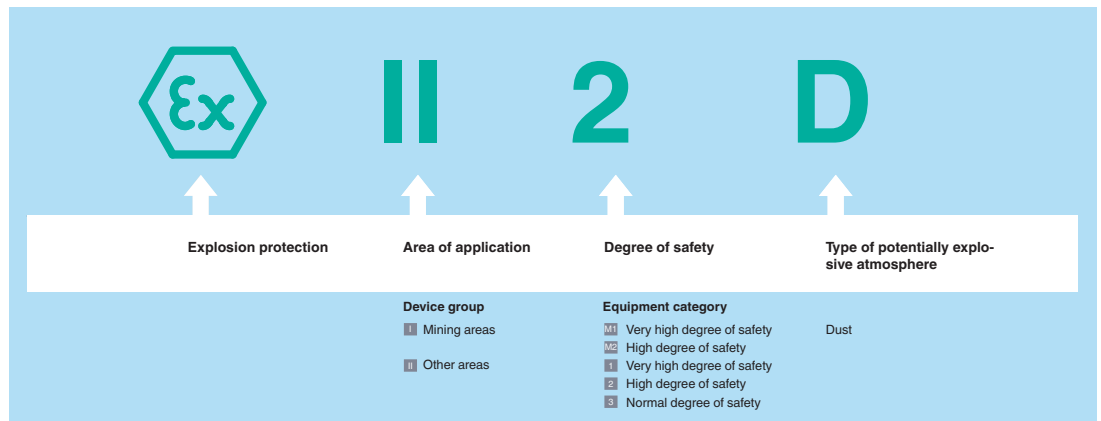 Ex II 2 D
Explosion protection
Area of application
Degree of safety
Type of potentially explo-
sive atmosphere
Device group
I Mining areas
II Other areas
Equipment category
M1 Very high degree of safety
M2 High degree of safety
1 Very high degree of safety
2 High degree of safety
3 Normal degree of safety
Dust